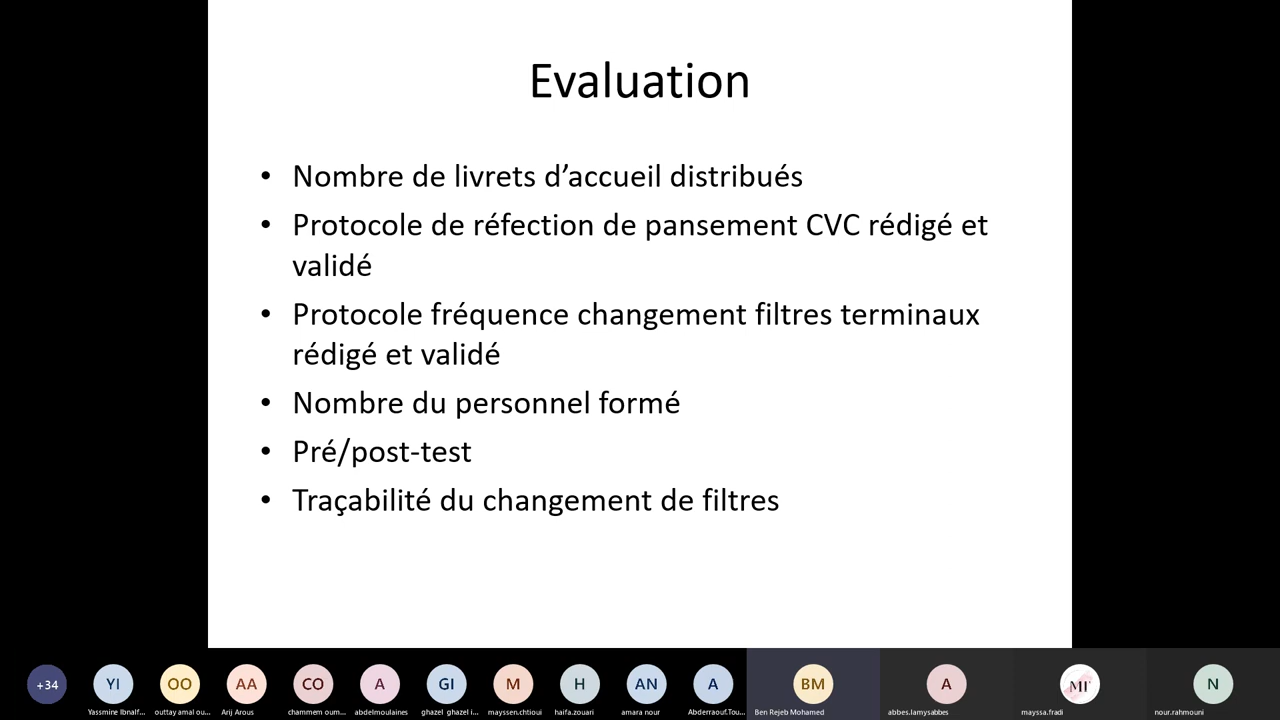 Evaluation
• Nombre de livrets d’accueil distribués
• Protocole de réfection de pansement CVC rédigé et
validé
• Protocole fréquence changement filtres terminaux
rédigé et validé
• Nombre du personnel formé
• Pré/post-test
• Traçabilité du changement de filtres
+34 YI OO AA CO A GI M H AN A BM A MF N
Yassmine Ibnalf... outtay amal ou... Arij Arous chammem oum... abdelmoulaines ghazel ghazel i... mayssen.chtioui haifa.zouari amara nour Abderraouf.Tou... Ben Rejeb Mohamed abbes.lamysabbes mayssa.fradi nour.rahmouni